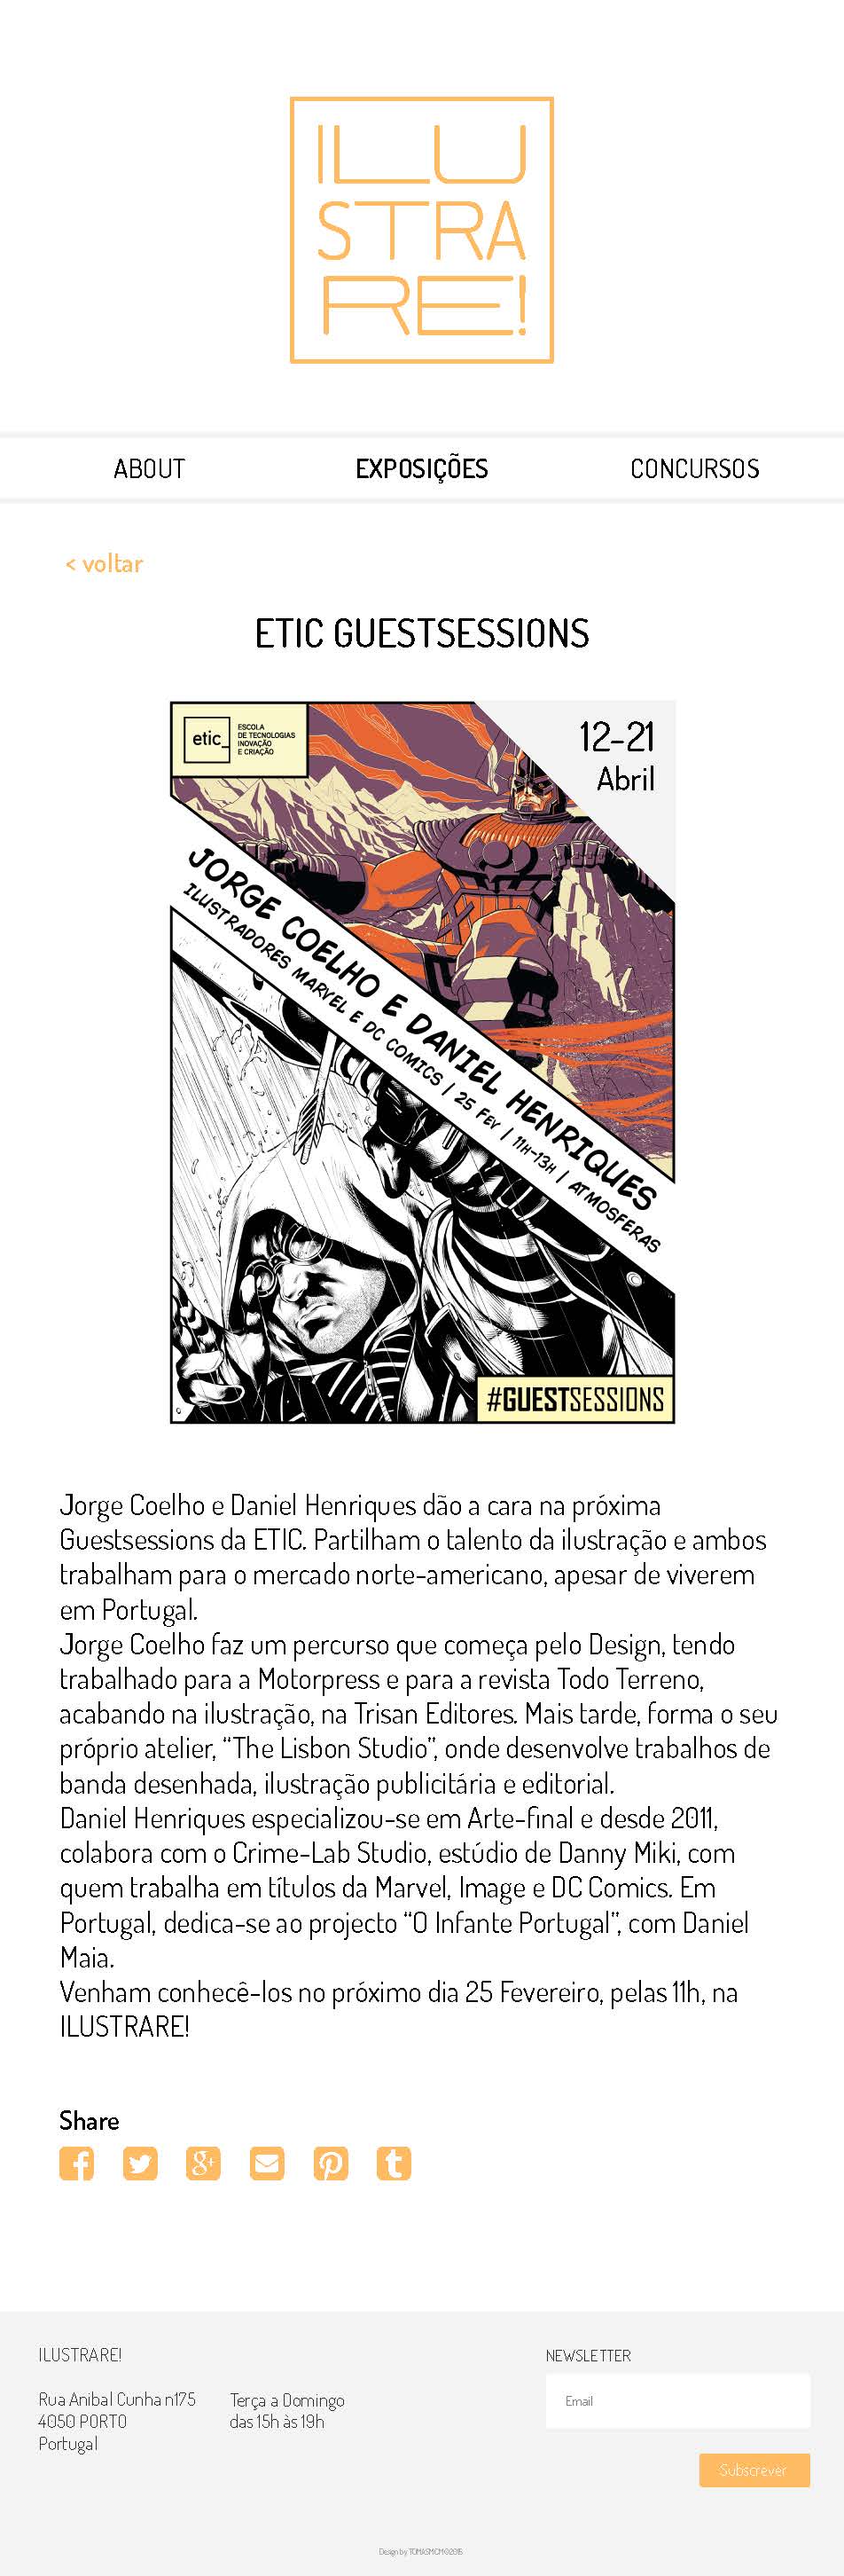 ILU
STRA
RE!
ABOUT
EXPOSIÇÕES
CONCURSOS
< voltar
ETIC GUESTSESSIONS
etic_
ESCOLA
DE TECNOLOGIAS
INOVAÇÃO
E CRIAÇÃO
12-21
Abril
JORGE COELHO E DANIEL HENRIQUES
ILUSTRADORES MARVEL E DC COMICS | 25 FEV | 11H-13H | ATMOSFERAS
#GUESTSESSIONS
Jorge Coelho e Daniel Henriques dão a cara na próxima
Guestsessions da ETIC. Partilham o talento da ilustração e ambos
trabalham para o mercado norte-americano, apesar de viverem
em Portugal.
Jorge Coelho faz um percurso que começa pelo Design, tendo
trabalhado para a Motorpress e para a revista Todo Terreno,
acabando na ilustração, na Trisan Editores. Mais tarde, forma o seu
próprio atelier, “The Lisbon Studio”, onde desenvolve trabalhos de
banda desenhada, ilustração publicitária e editorial.
Daniel Henriques especializou-se em Arte-final e desde 2011,
colabora com o Crime-Lab Studio, estúdio de Danny Miki, com
quem trabalha em títulos da Marvel, Image e DC Comics. Em
Portugal, dedica-se ao projecto “O Infante Portugal”, com Daniel
Maia.
Venham conhecê-los no próximo dia 25 Fevereiro, pelas 11h, na
ILUSTRARE!
Share
ILUSTRARE!
Rua Anibal Cunha n175
4050 PORTO
Portugal
Terça a Domingo
das 15h às 19h
NEWSLETTER
Email
Subscrever
Design by TOMASMCM©2015